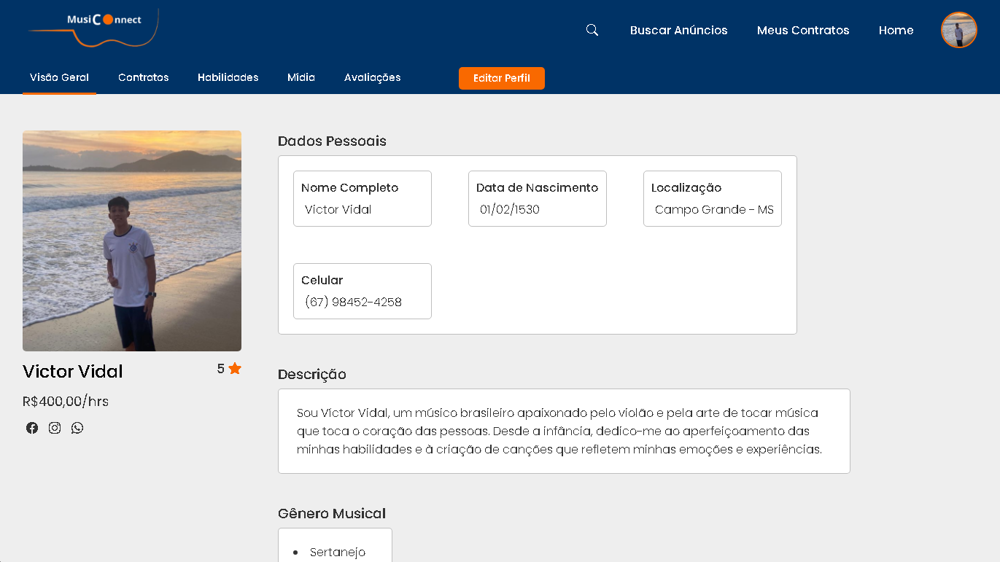 MusiConnect
Buscar Anúncios
Meus Contratos
Home
Visão Geral
Contratos
Habilidades
Mídia
Avaliações
Editar Perfil
Victor Vidal
5
R$400,00/hrs
Dados Pessoais
Nome Completo
Victor Vidal
Data de Nascimento
01/02/1530
Localização
Campo Grande - MS
Celular
(67) 98452-4258
Descrição
Sou Victor Vidal, um músico brasileiro apaixonado pelo violão e pela arte de tocar música
que toca o coração das pessoas. Desde a infância, dedico-me ao aperfeiçoamento das
minhas habilidades e à criação de canções que refletem minhas emoções e experiências.
Gênero Musical
• Sertanejo